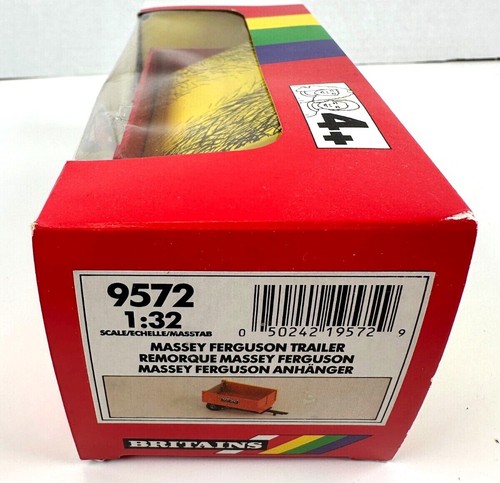 4+
9572
1:32
SCALE/ECHELLE/MASSTAB
0 50242 19572 9
MASSEY FERGUSON TRAILER
REMORQUE MASSEY FERGUSON
MASSEY FERGUSON ANHÄNGER
BRITAINS